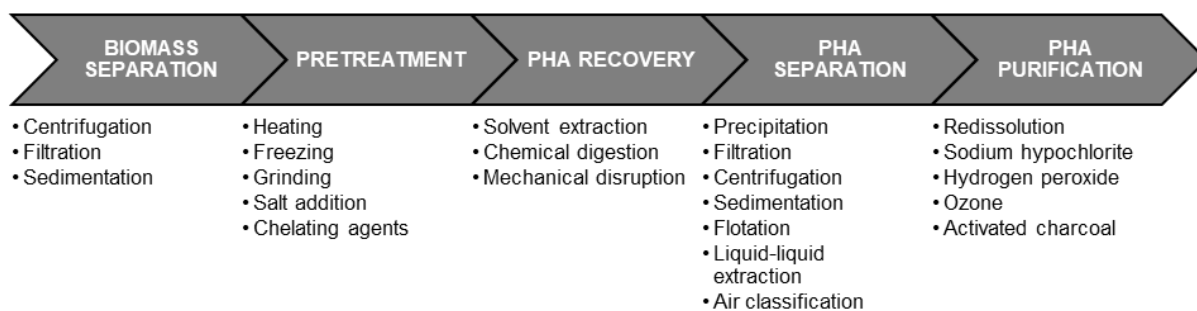 BIOMASS
SEPARATION
PRETREATMENT
PHA RECOVERY
PHA
SEPARATION
PHA
PURIFICATION
• Centrifugation
• Filtration
• Sedimentation
• Heating
• Freezing
• Grinding
• Salt addition
• Chelating agents
• Solvent extraction
• Chemical digestion
• Mechanical disruption
• Precipitation
• Filtration
• Centrifugation
• Sedimentation
• Flotation
• Liquid-liquid
extraction
• Air classification
• Redissolution
• Sodium hypochlorite
• Hydrogen peroxide
• Ozone
• Activated charcoal